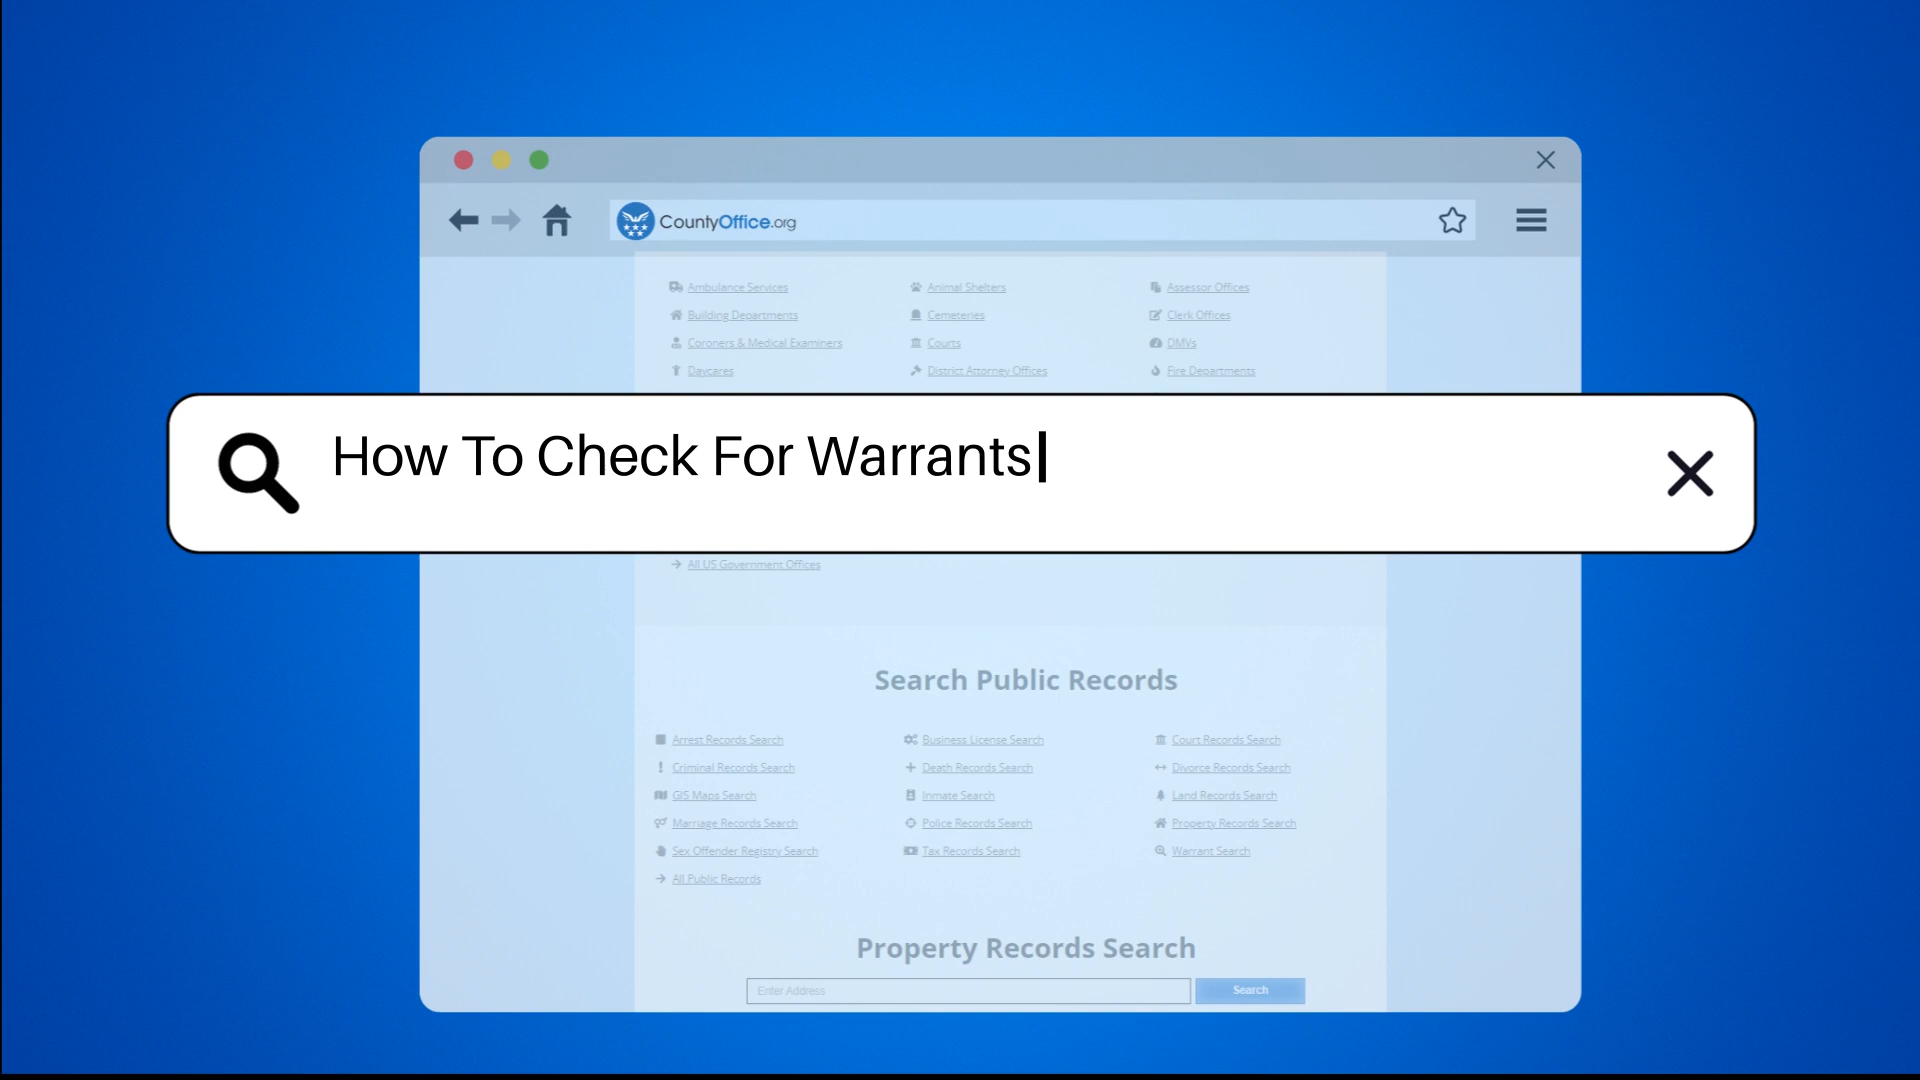 CountyOffice.org
Ambulance Services Animal Shelters Assessor Offices
Building Departments Cemeteries Clerk Offices
Coroners & Medical Examiners Courts DMVs
Daycares District Attorney Offices Fire Departments
How To Check For Warrants
All US Government Offices
Search Public Records
Arrest Records Search Business License Search Court Records Search
Criminal Records Search Death Records Search Divorce Records Search
GIS Maps Search Inmate Search Land Records Search
Marriage Records Search Police Records Search Property Records Search
Sex Offender Registry Search Tax Records Search Warrant Search
All Public Records
Property Records Search
Enter Address Search